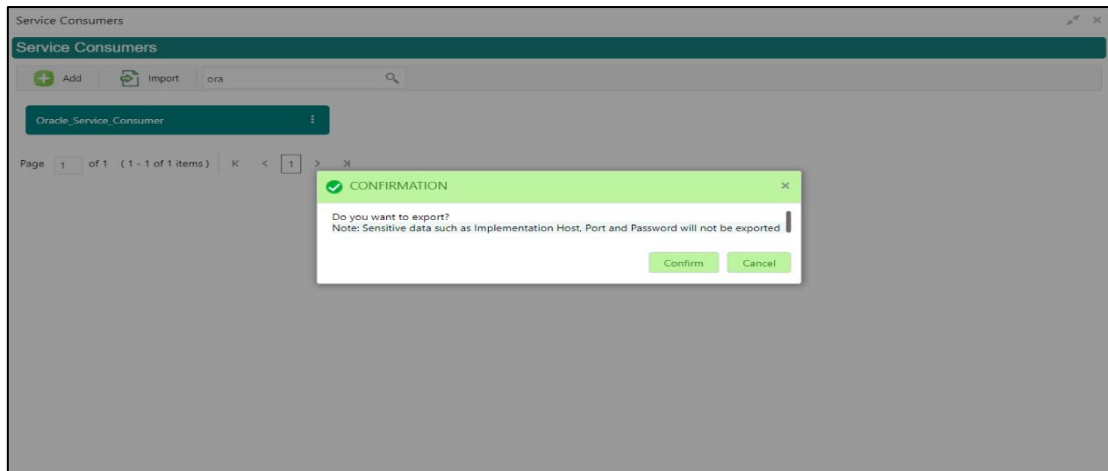 Service Consumers
Service Consumers
Add Import ora
Oracle_Service_Consumer
Page 1 of 1 (1 - 1 of 1 items) K < 1 > >|
CONFIRMATION
Do you want to export?
Note: Sensitive data such as Implementation Host, Port and Password will not be exported
Confirm Cancel